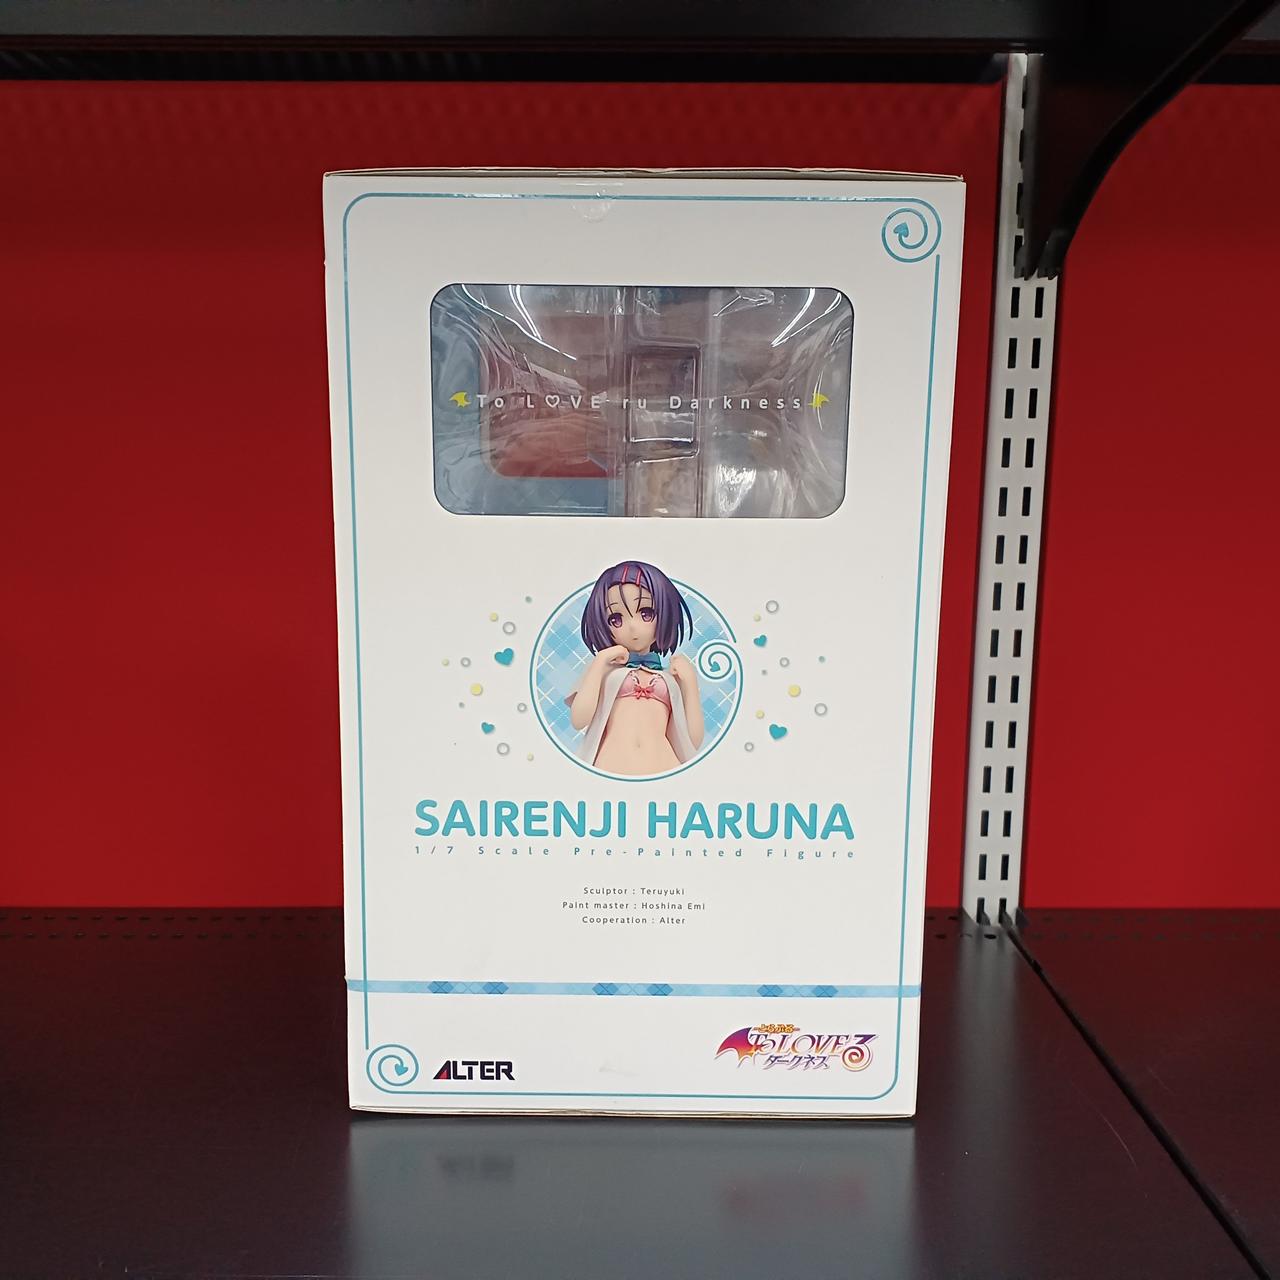 To L♡VE ru Darkness
SAIRENJI HARUNA
1/7 Scale Pre-Painted Figure
Sculptor : Teruyuki
Paint master : Hoshina Emi
Cooperation : Alter
ALTER
とらぶる
To LOVEる
ダークネス